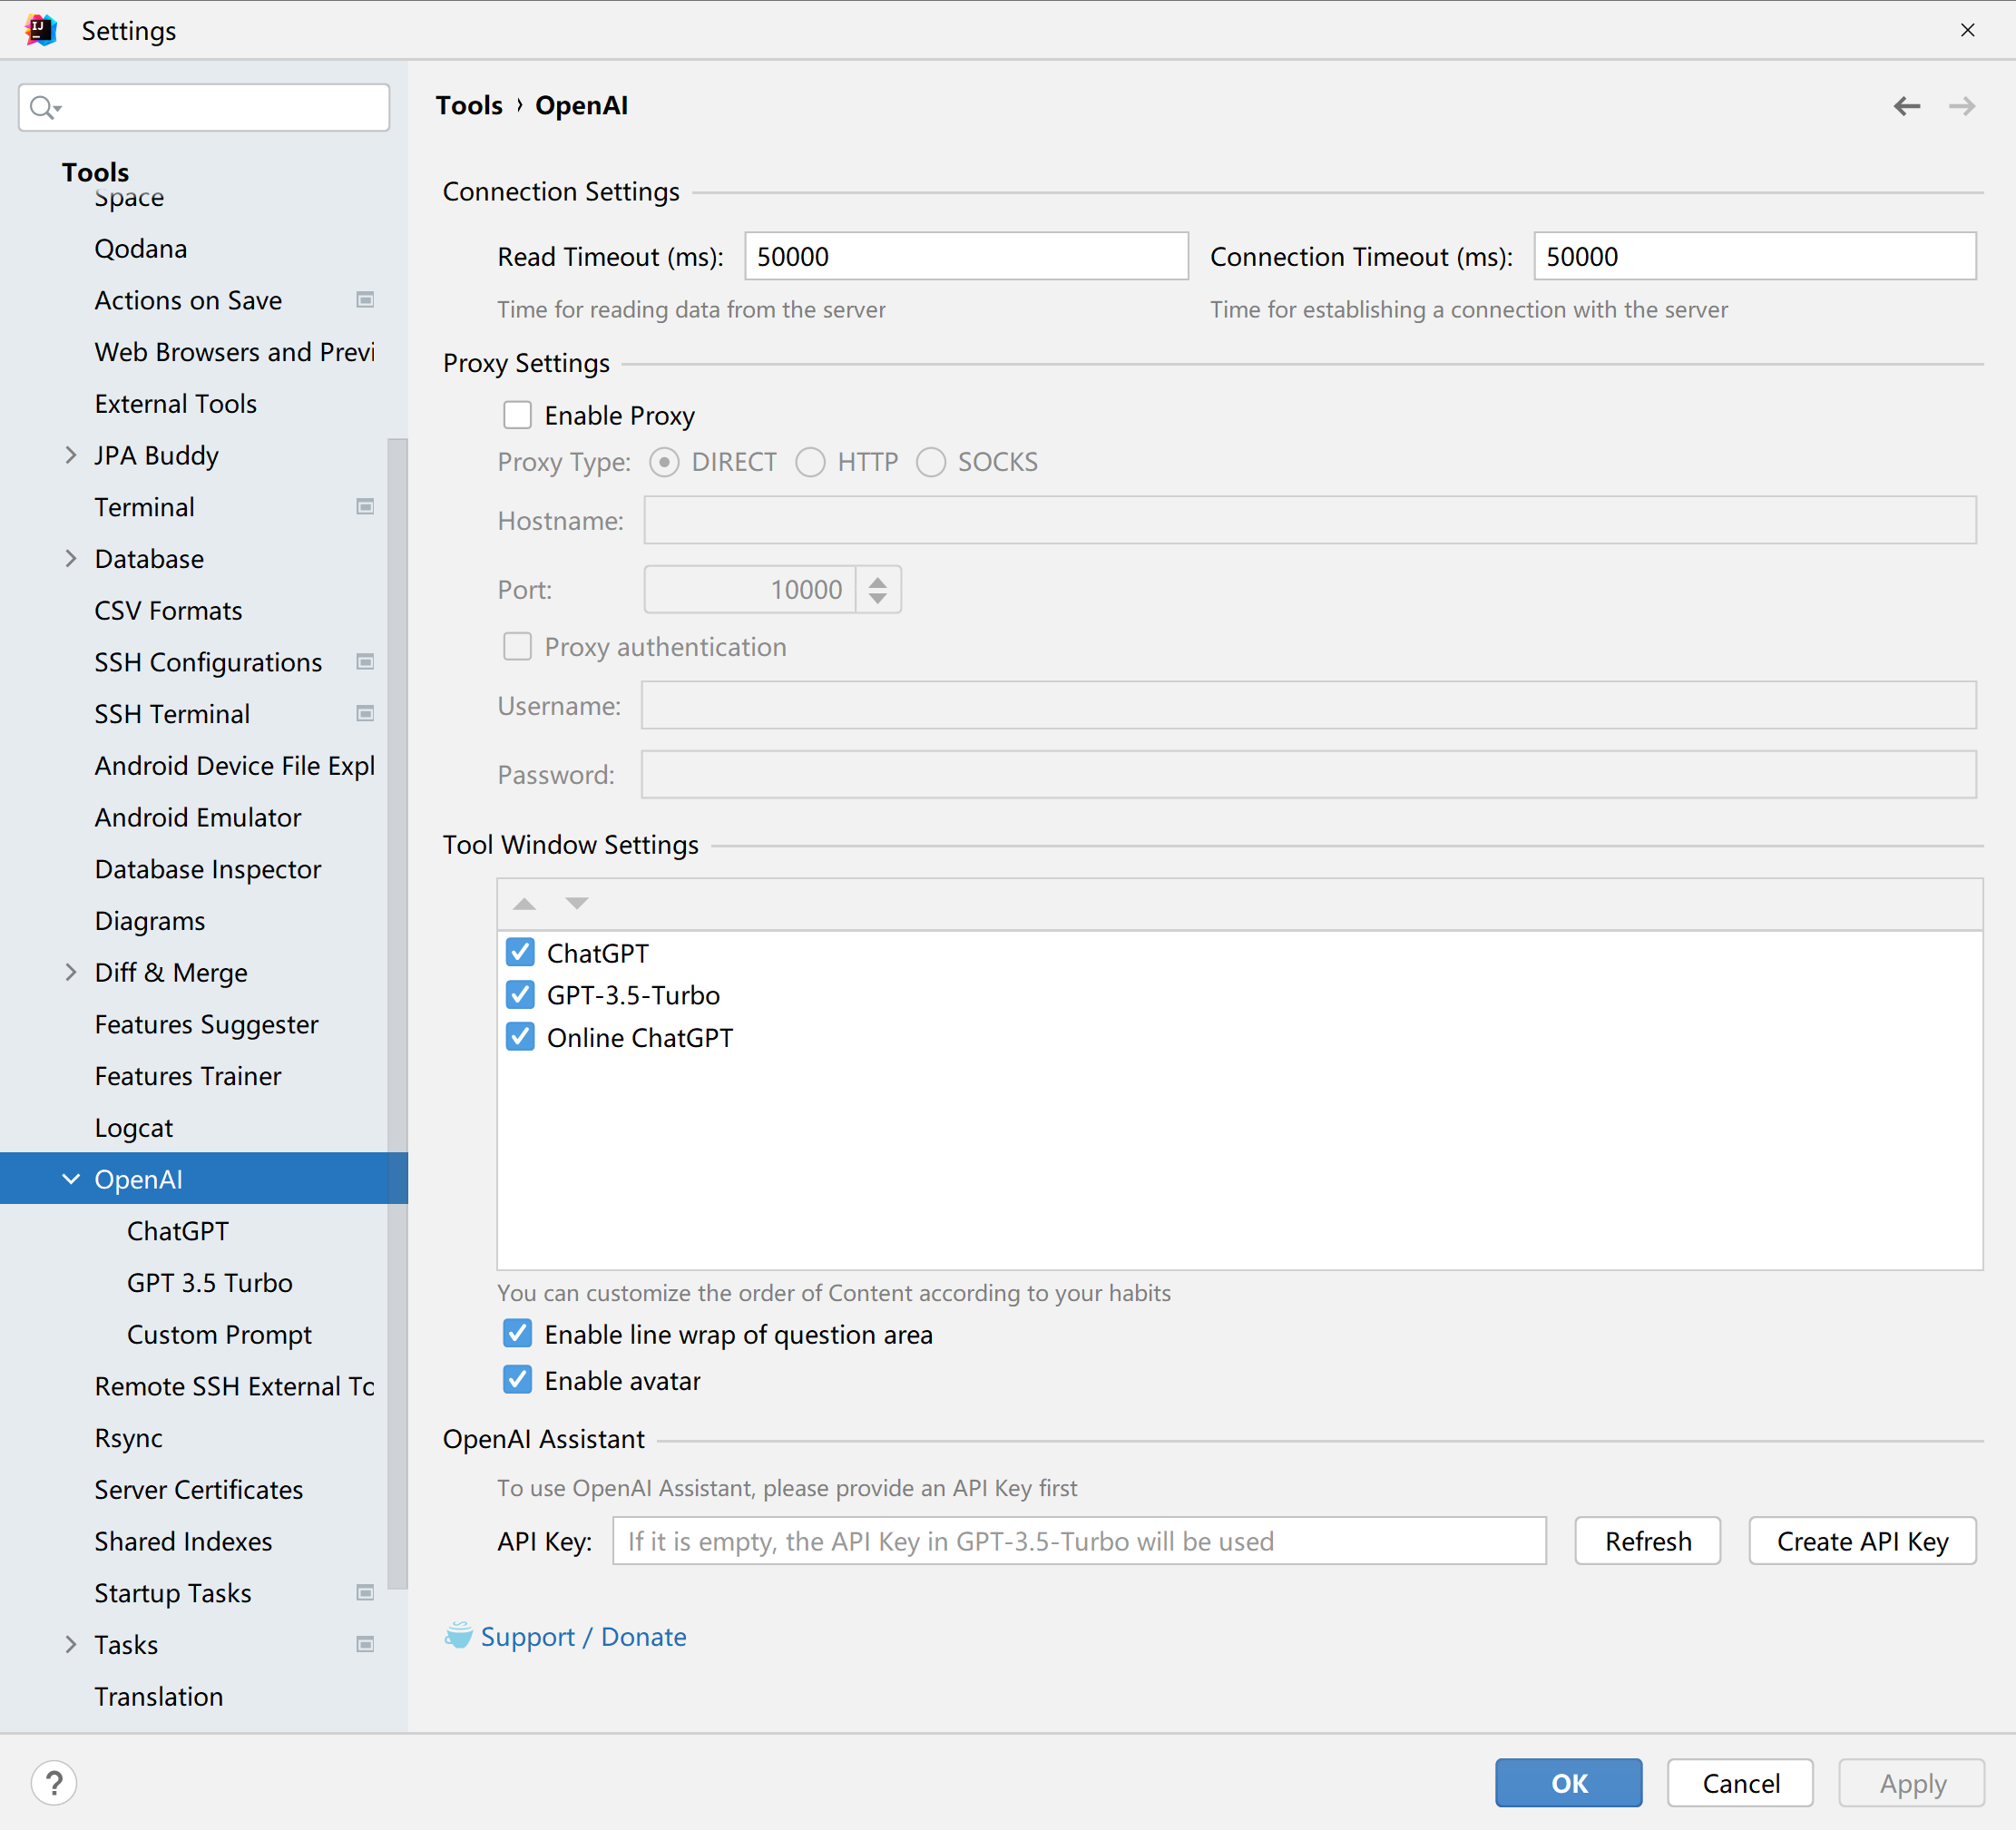 IJ
Settings
Tools
Space
Qodana
Actions on Save
Web Browsers and Previ
External Tools
JPA Buddy
Terminal
Database
CSV Formats
SSH Configurations
SSH Terminal
Android Device File Expl
Android Emulator
Database Inspector
Diagrams
Diff & Merge
Features Suggester
Features Trainer
Logcat
OpenAI
ChatGPT
GPT 3.5 Turbo
Custom Prompt
Remote SSH External To
Rsync
Server Certificates
Shared Indexes
Startup Tasks
Tasks
Translation
Tools › OpenAI
Connection Settings
Read Timeout (ms): 50000 Connection Timeout (ms): 50000
Time for reading data from the server Time for establishing a connection with the server
Proxy Settings
Enable Proxy
Proxy Type: DIRECT HTTP SOCKS
Hostname:
Port: 10000
Proxy authentication
Username:
Password:
Tool Window Settings
ChatGPT
GPT-3.5-Turbo
Online ChatGPT
You can customize the order of Content according to your habits
Enable line wrap of question area
Enable avatar
OpenAI Assistant
To use OpenAI Assistant, please provide an API Key first
API Key: If it is empty, the API Key in GPT-3.5-Turbo will be used Refresh Create API Key
Support / Donate
? OK Cancel Apply